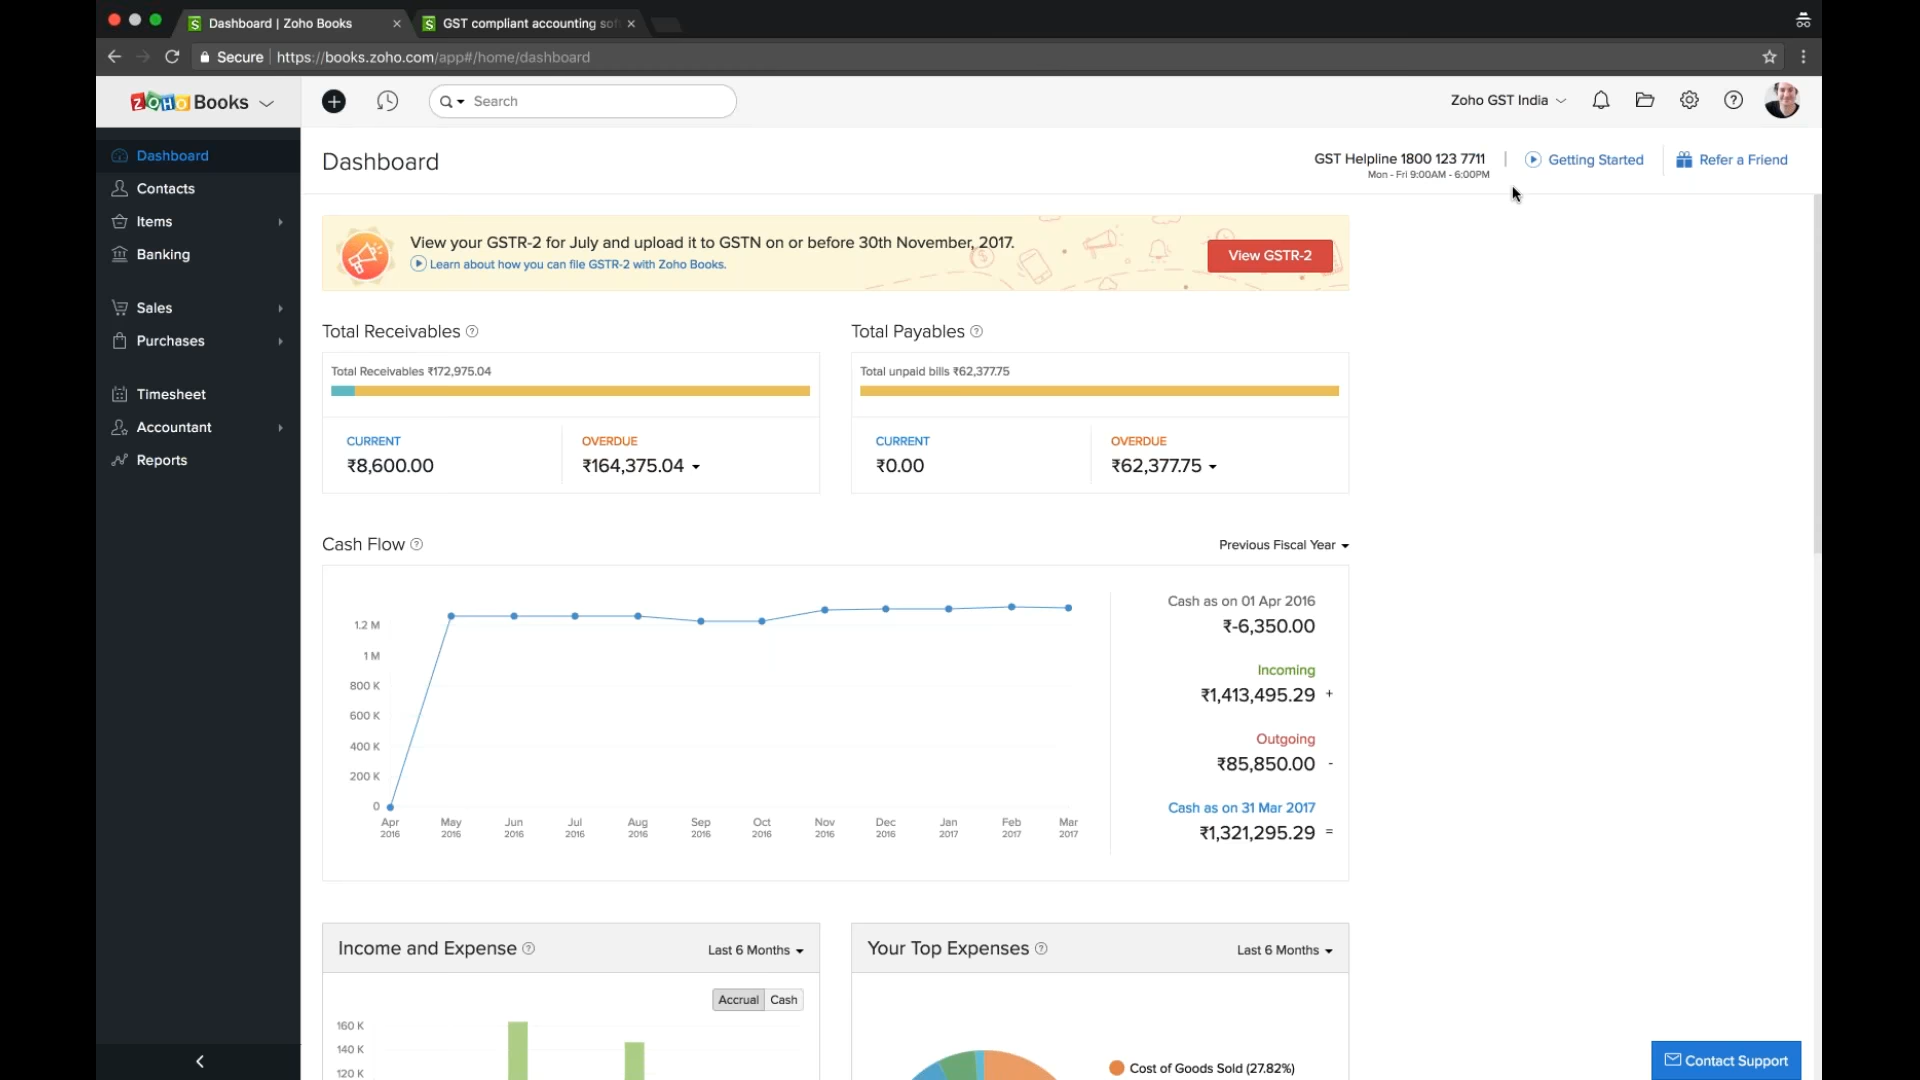 Dashboard | Zoho Books
GST compliant accounting sof
Secure
https://books.zoho.com/app#/home/dashboard
ZOHO Books
Search
Zoho GST India
Dashboard
Contacts
Items
Banking
Sales
Purchases
Timesheet
Accountant
Reports
Dashboard
GST Helpline 1800 123 7711
Mon - Fri 9:00AM - 6:00PM
Getting Started
Refer a Friend
View your GSTR-2 for July and upload it to GSTN on or before 30th November, 2017.
Learn about how you can file GSTR-2 with Zoho Books.
View GSTR-2
Total Receivables
Total Receivables ₹172,975.04
CURRENT
₹8,600.00
OVERDUE
₹164,375.04
Total Payables
Total unpaid bills ₹62,377.75
CURRENT
₹0.00
OVERDUE
₹62,377.75
Cash Flow
Previous Fiscal Year
1.2 M
1 M
800 K
600 K
400 K
200 K
0
Apr 2016
May 2016
Jun 2016
Jul 2016
Aug 2016
Sep 2016
Oct 2016
Nov 2016
Dec 2016
Jan 2017
Feb 2017
Mar 2017
Cash as on 01 Apr 2016
₹-6,350.00
Incoming
₹1,413,495.29 +
Outgoing
₹85,850.00 -
Cash as on 31 Mar 2017
₹1,321,295.29 =
Income and Expense
Last 6 Months
Accrual
Cash
160 K
140 K
120 K
Your Top Expenses
Last 6 Months
Cost of Goods Sold (27.82%)
Contact Support